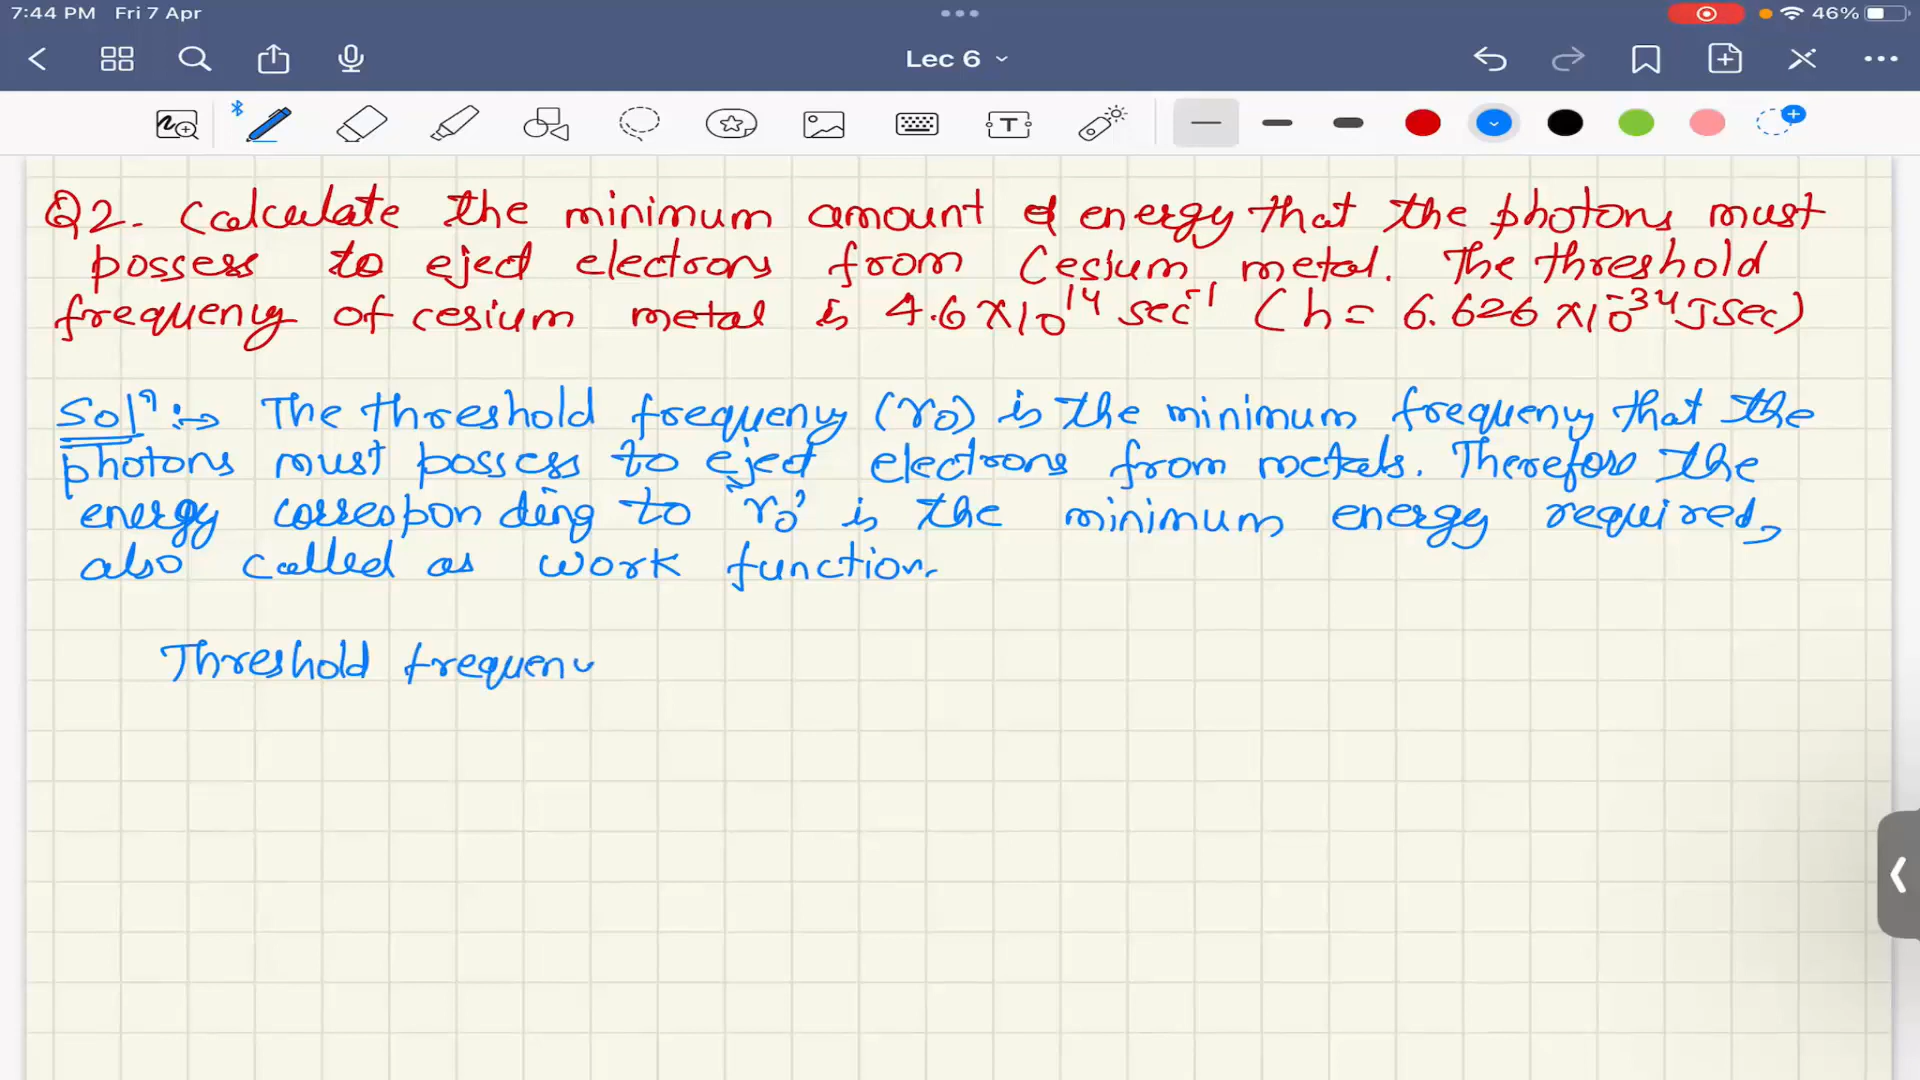 7:44 PM Fri 7 Apr
46%
Lec 6
Q2. Calculate the minimum amount of energy that the photons must
possess to eject electrons from Cesium metal. The threshold
frequency of cesium metal is 4.6×10¹⁴ sec⁻¹ (h = 6.626×10⁻³⁴ J sec)
Solⁿ :→ The threshold frequency (ν₀) is the minimum frequency that the
photons must possess to eject electrons from metals. Therefore the
energy corresponding to 'ν₀' is the minimum energy required,
also called as work function.
Threshold frequenc